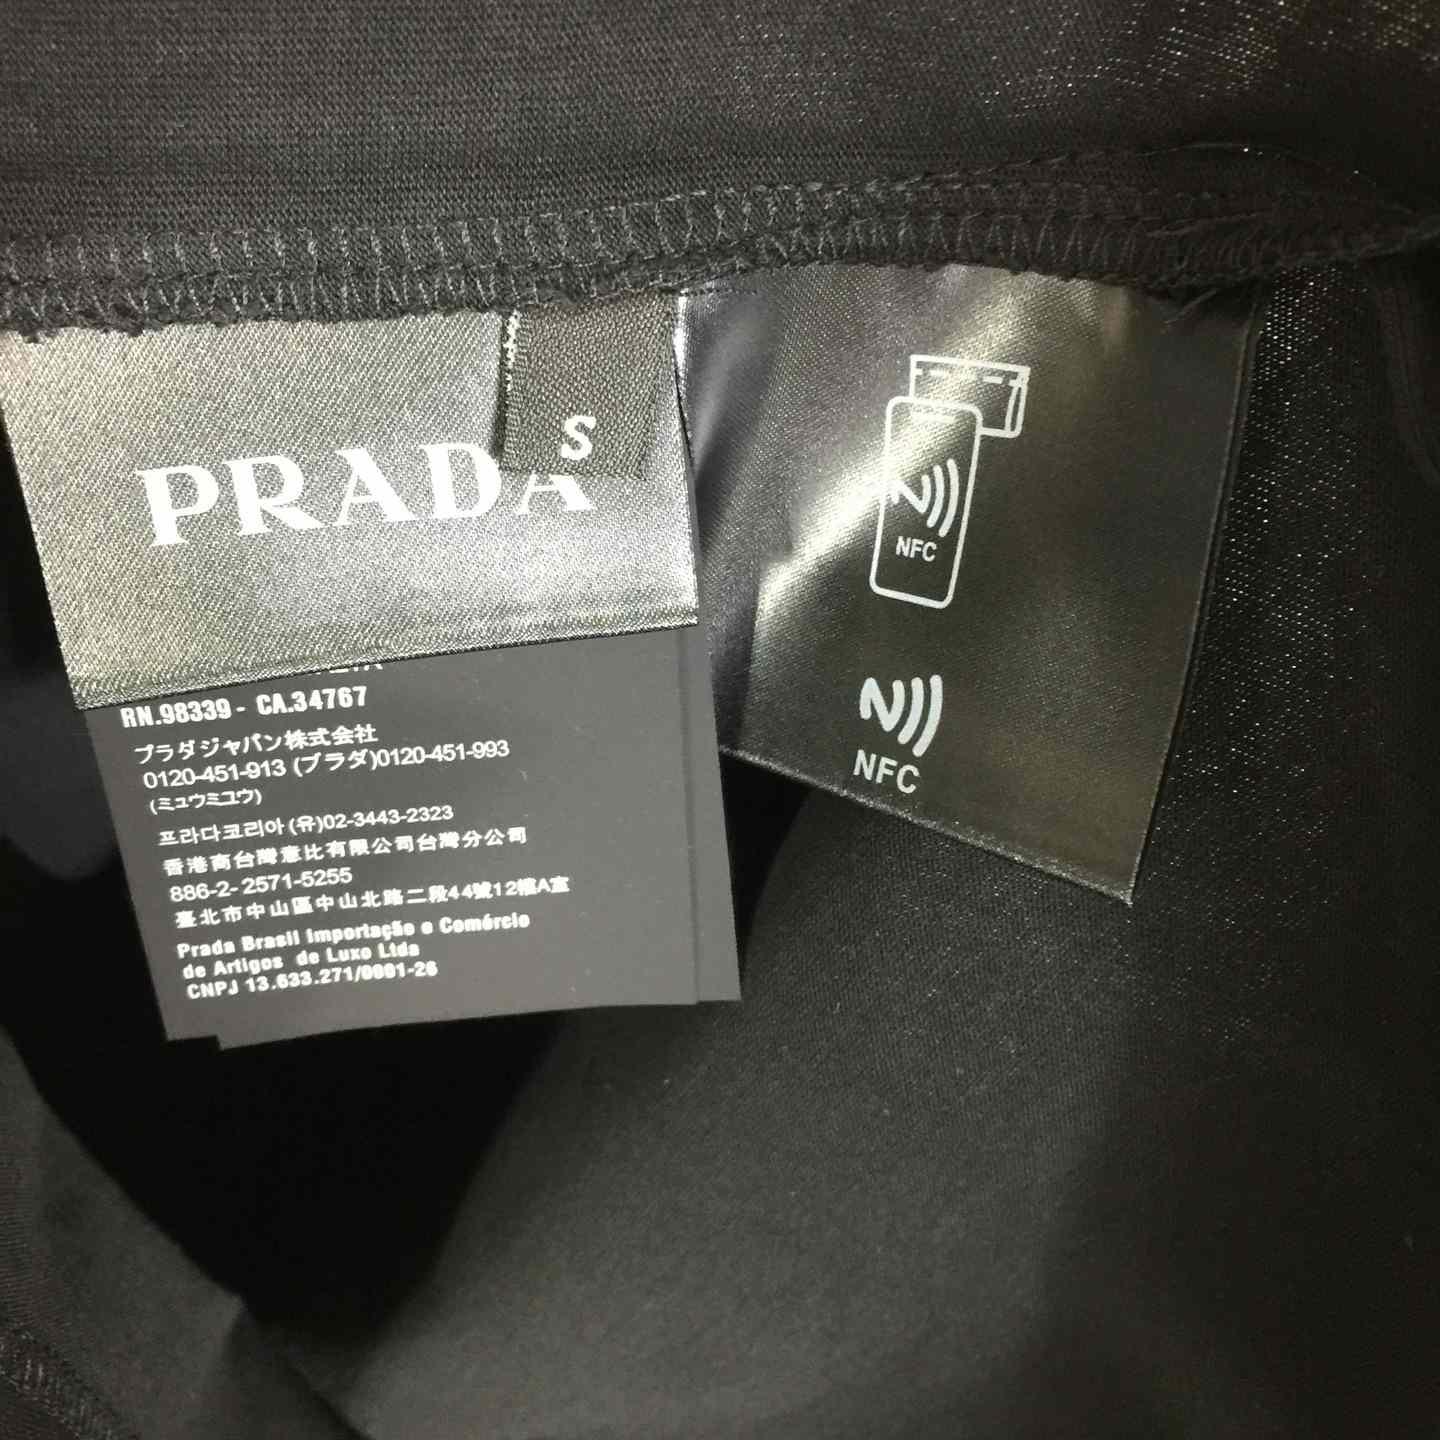 S
PRADA
RN.98339 - CA.34767
プラダジャパン株式会社
0120-451-913 (プラダ)0120-451-993
(ミュウミユウ)
프라다코리아 (유)02-3443-2323
香港商台灣意比有限公司台灣分公司
886-2- 2571-5255
臺北市中山區中山北路二段44號12樓A室
Prada Brasil Importação e Comércio
de Artigos de Luxo Ltda
CNPJ 13.633.271/0001-26
NFC
NFC